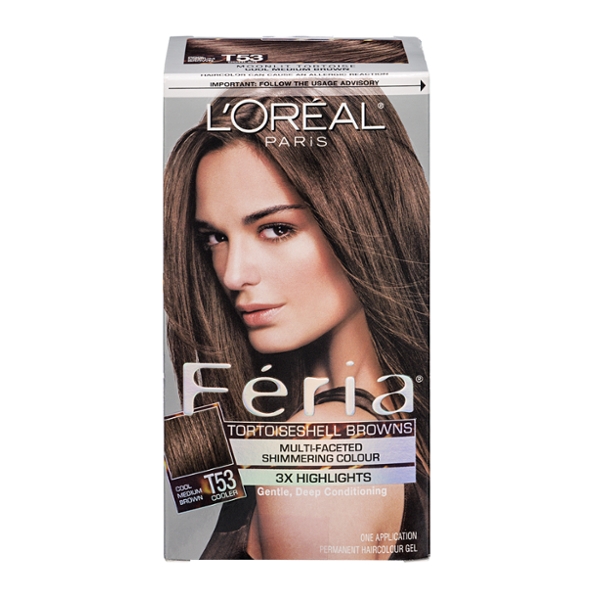 T53
MOONLIT TORTOISE
COOL MEDIUM BROWN
HAIRCOLOR CAN CAUSE AN ALLERGIC REACTION
IMPORTANT: FOLLOW THE USAGE ADVISORY
L'ORÉAL®
PARiS
Féria®
TORTOISESHELL BROWNS
MULTI-FACETED
SHIMMERING COLOUR
3X HIGHLIGHTS
Gentle, Deep Conditioning
COOL
MEDIUM
BROWN
T53
COOLER
ONE APPLICATION
PERMANENT HAIRCOLOUR GEL